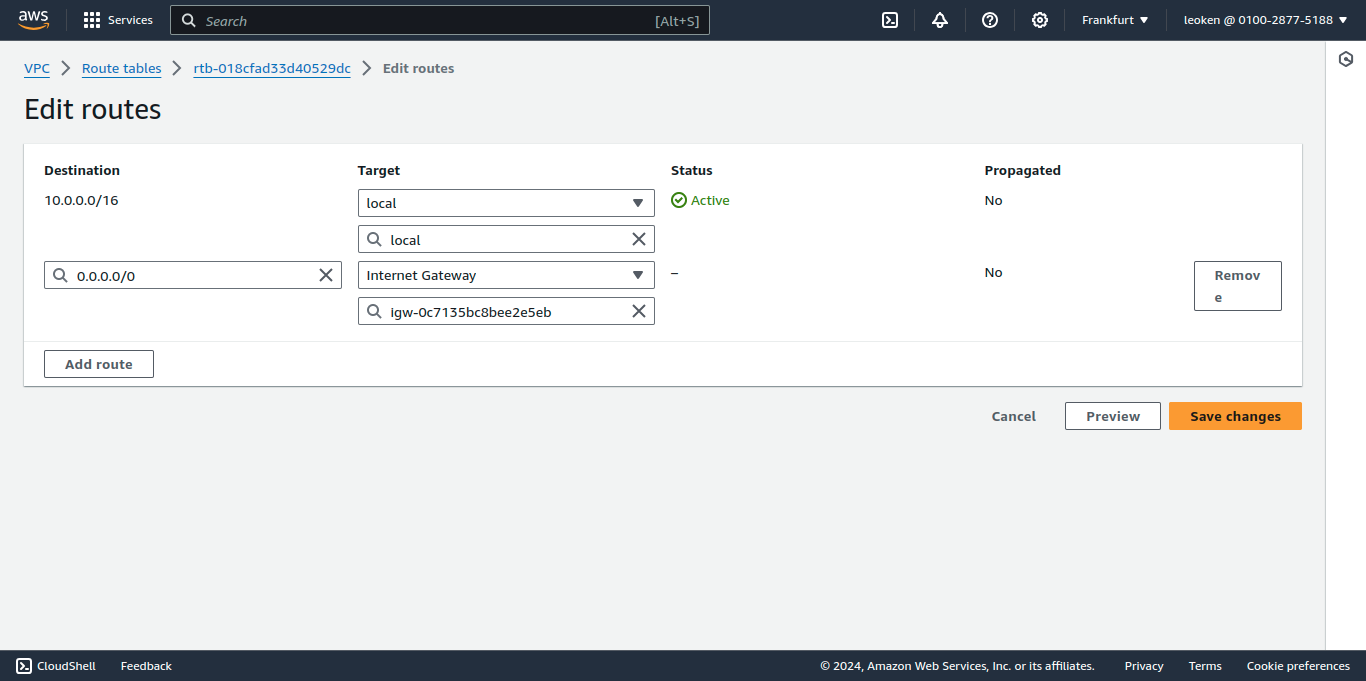 aws Services Search [Alt+S] Frankfurt leoken @ 0100-2877-5188
VPC Route tables rtb-018cfad33d40529dc Edit routes
Edit routes
Destination Target Status Propagated
10.0.0.0/16 local Active No
local
0.0.0.0/0 Internet Gateway – No Remov
e
igw-0c7135bc8bee2e5eb
Add route
Cancel Preview Save changes
CloudShell Feedback © 2024, Amazon Web Services, Inc. or its affiliates. Privacy Terms Cookie preferences